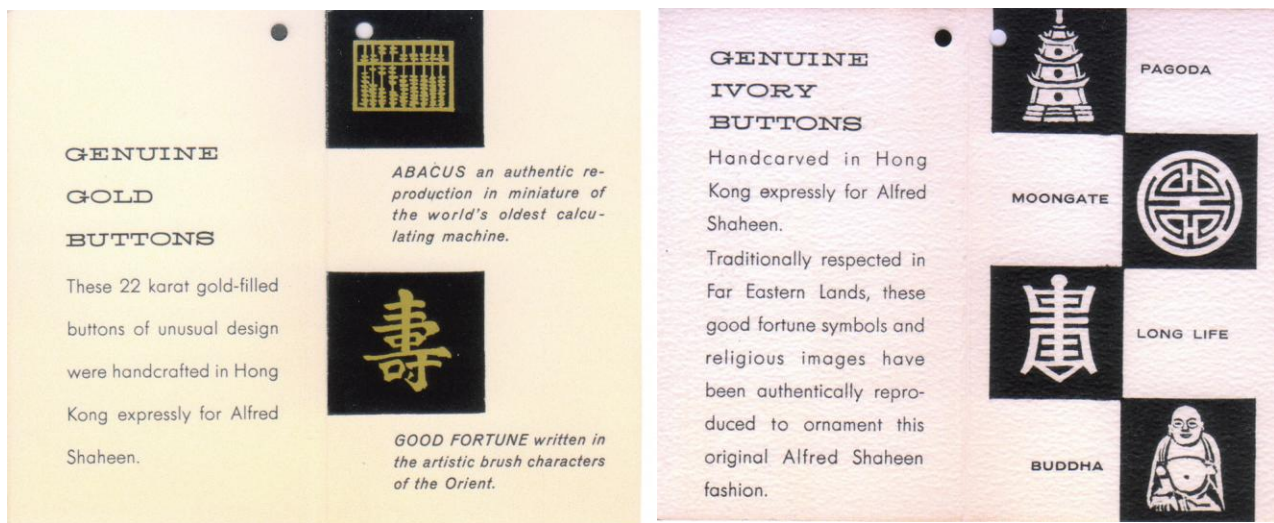 GENUINE
GOLD
BUTTONS
These 22 karat gold-filled
buttons of unusual design
were handcrafted in Hong
Kong expressly for Alfred
Shaheen.
ABACUS an authentic re-
production in miniature of
the world's oldest calcu-
lating machine.
壽
GOOD FORTUNE written in
the artistic brush characters
of the Orient.
GENUINE
IVORY
BUTTONS
Handcarved in Hong
Kong expressly for Alfred
Shaheen.
Traditionally respected in
Far Eastern Lands, these
good fortune symbols and
religious images have
been authentically repro-
duced to ornament this
original Alfred Shaheen
fashion.
PAGODA
MOONGATE
LONG LIFE
BUDDHA